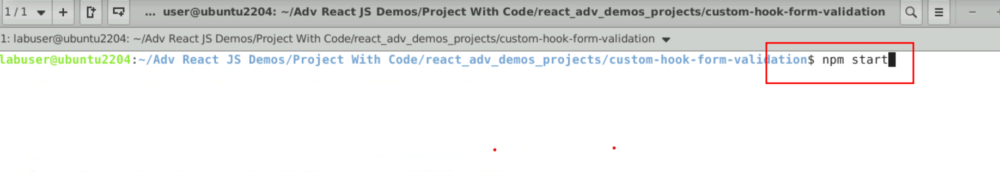 1 / 1 ... user@ubuntu2204: ~/Adv React JS Demos/Project With Code/react_adv_demos_projects/custom-hook-form-validation
1: labuser@ubuntu2204: ~/Adv React JS Demos/Project With Code/react_adv_demos_projects/custom-hook-form-validation
labuser@ubuntu2204:~/Adv React JS Demos/Project With Code/react_adv_demos_projects/custom-hook-form-validation$ npm start